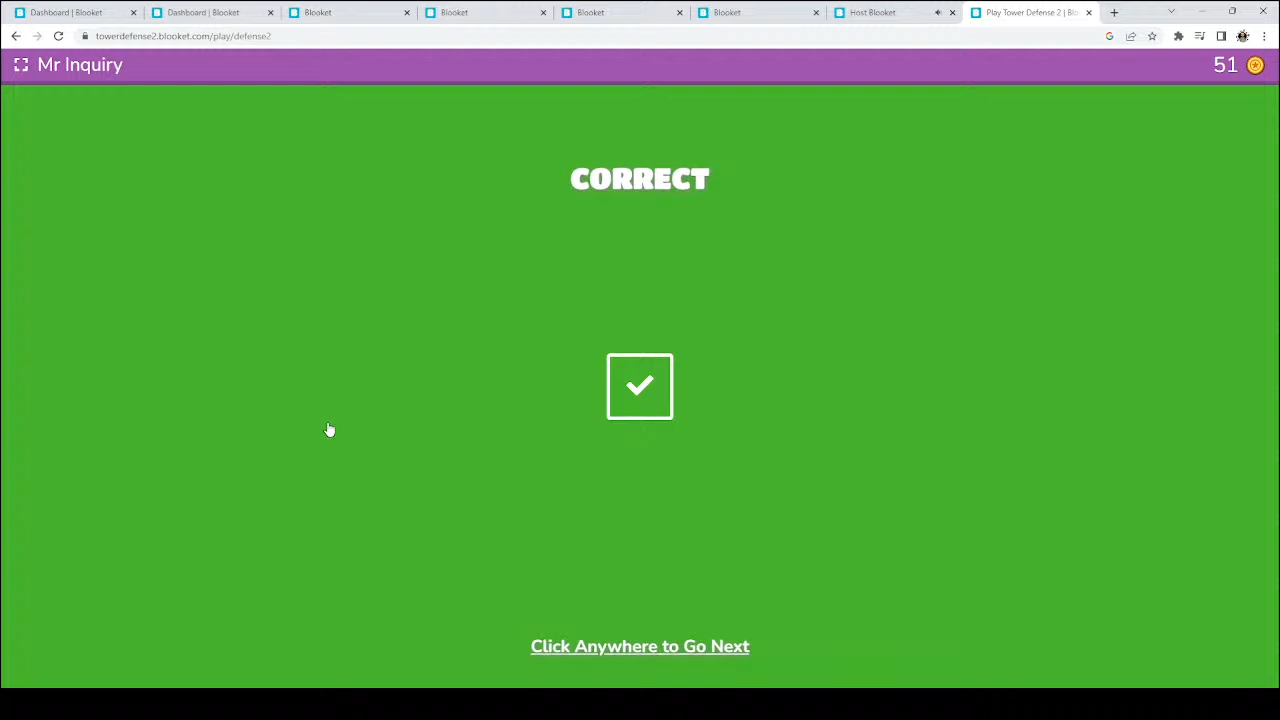 Dashboard | Blooket
Dashboard | Blooket
Blooket
Blooket
Blooket
Blooket
Host Blooket
Play Tower Defense 2 | Blo
towerdefense2.blooket.com/play/defense2
Mr Inquiry
51
CORRECT
Click Anywhere to Go Next